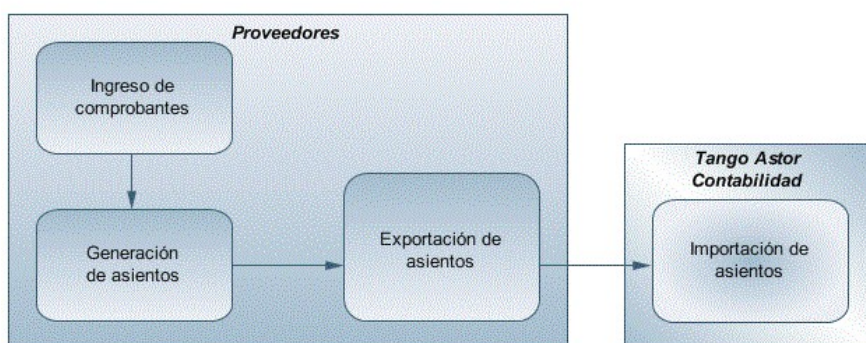 Proveedores
Ingreso de
comprobantes
Generación
de asientos
Exportación de
asientos
Tango Astor
Contabilidad
Importación de
asientos